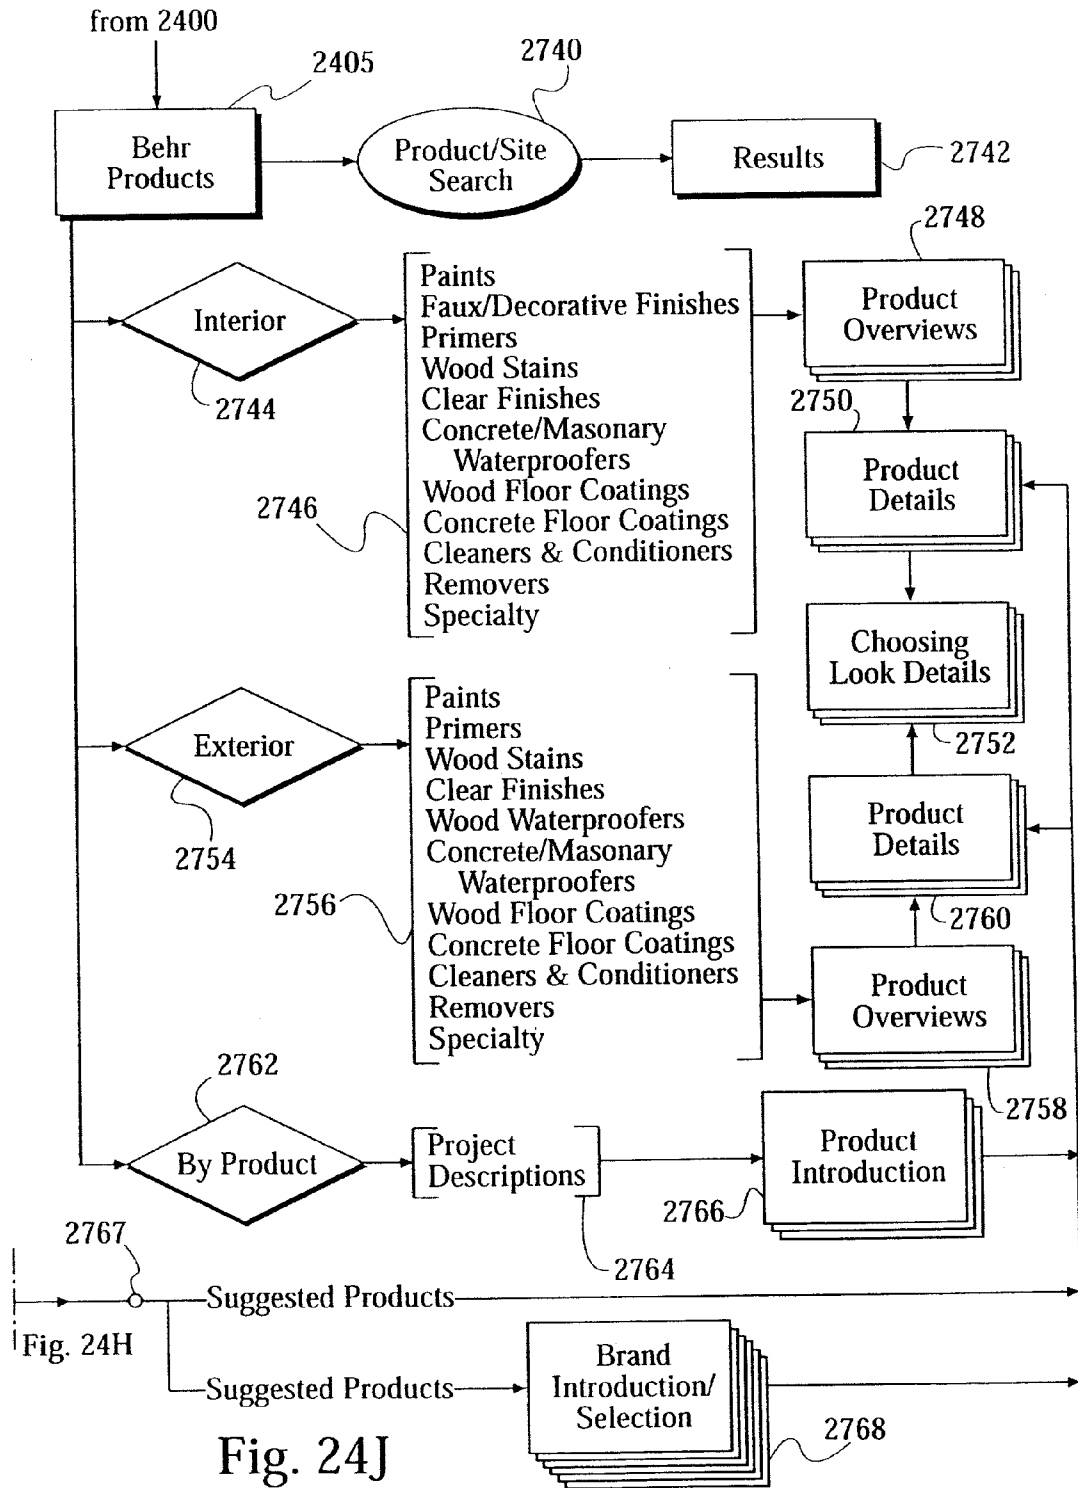 from 2400
2405
2740
Behr
Products
Product/Site
Search
Results
2742
2748
Interior
2744
Paints
Faux/Decorative Finishes
Primers
Wood Stains
Clear Finishes
Concrete/Masonary
Waterproofers
Wood Floor Coatings
Concrete Floor Coatings
Cleaners & Conditioners
Removers
Specialty
2746
Product
Overviews
2750
Product
Details
Choosing
Look Details
2752
Exterior
2754
Paints
Primers
Wood Stains
Clear Finishes
Wood Waterproofers
Concrete/Masonary
Waterproofers
Wood Floor Coatings
Concrete Floor Coatings
Cleaners & Conditioners
Removers
Specialty
2756
Product
Details
2760
Product
Overviews
2758
2762
By Product
Project
Descriptions
2764
Product
Introduction
2766
2767
Suggested Products
Fig. 24H
Suggested Products
Brand
Introduction/
Selection
2768
Fig. 24J